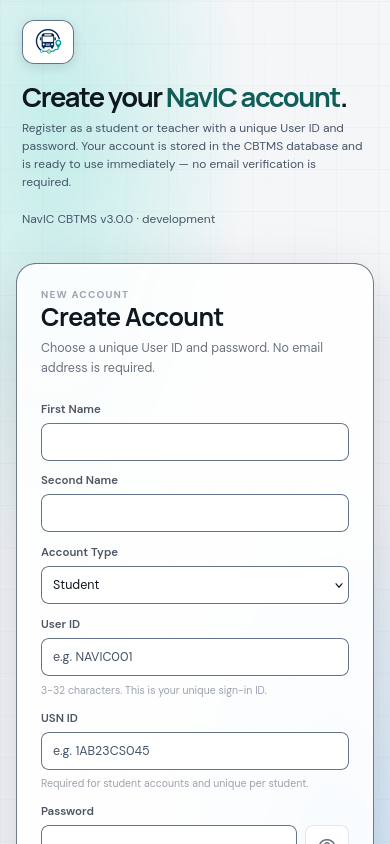 Create your NavIC account.
Register as a student or teacher with a unique User ID and
password. Your account is stored in the CBTMS database and
is ready to use immediately — no email verification is
required.
NavIC CBTMS v3.0.0 · development
NEW ACCOUNT
Create Account
Choose a unique User ID and password. No email
address is required.
First Name
Second Name
Account Type
Student
User ID
e.g. NAVIC001
3-32 characters. This is your unique sign-in ID.
USN ID
e.g. 1AB23CS045
Required for student accounts and unique per student.
Password